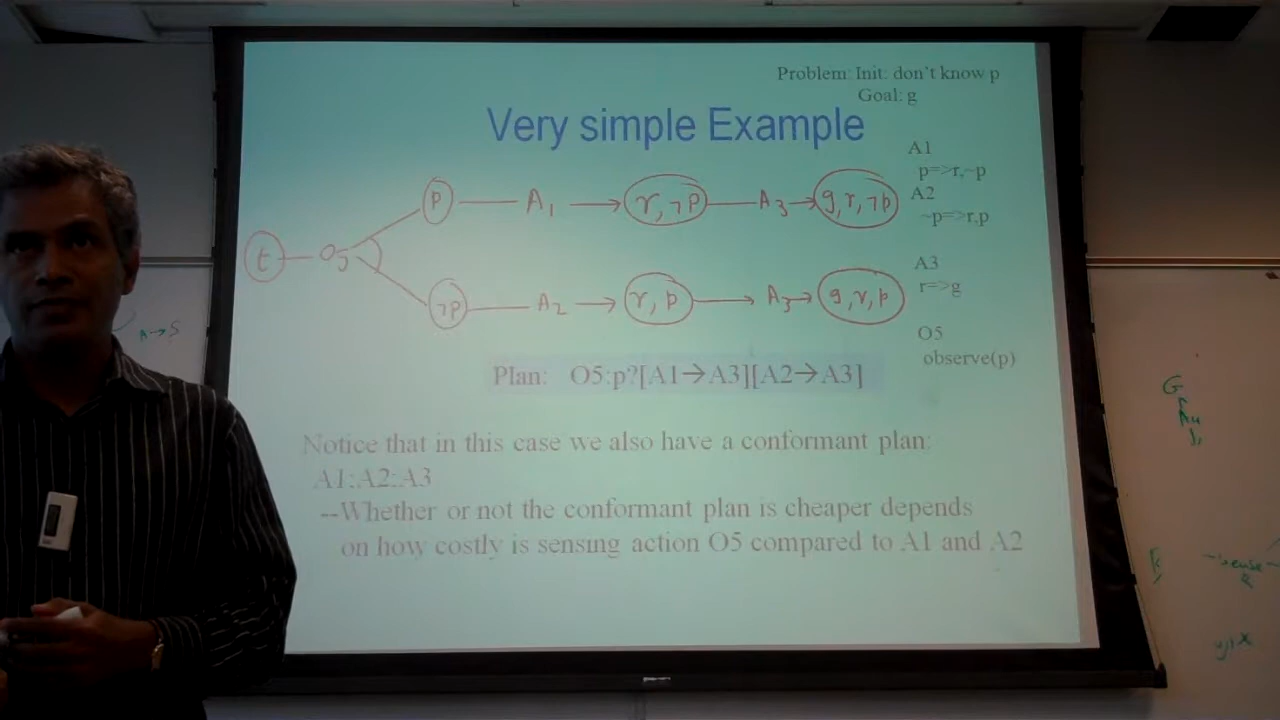 Problem: Init: don't know p
Goal: g
Very simple Example
A1
p=>r,~p
A2
~p=>r,p
A3
r=>g
O5
observe(p)
t O5
p A1 → r, ¬p A3 → g, r, ¬p
¬p A2 → r, p → A3 → g, r, p
Plan: O5:p?[A1→A3][A2→A3]
Notice that in this case we also have a conformant plan:
A1:A2:A3
--Whether or not the conformant plan is cheaper depends
on how costly is sensing action O5 compared to A1 and A2
A→S
G